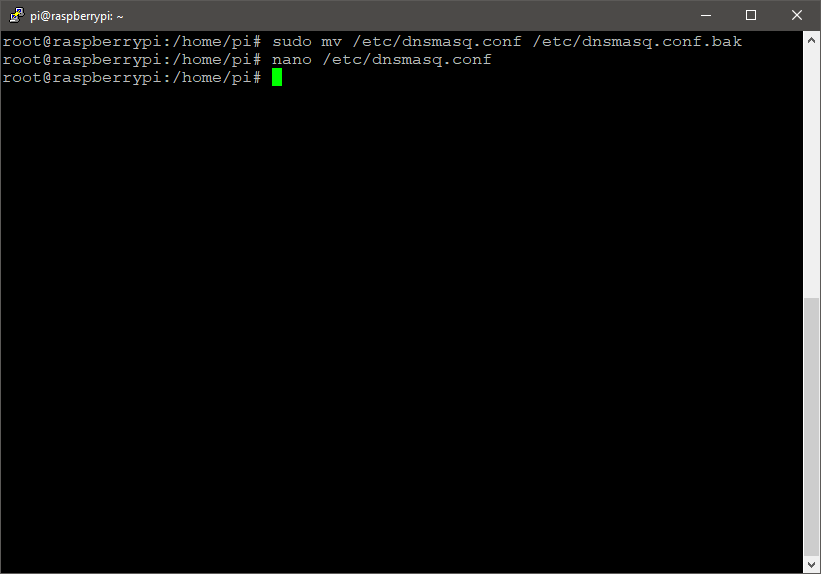 pi@raspberrypi: ~
root@raspberrypi:/home/pi# sudo mv /etc/dnsmasq.conf /etc/dnsmasq.conf.bak
root@raspberrypi:/home/pi# nano /etc/dnsmasq.conf
root@raspberrypi:/home/pi#